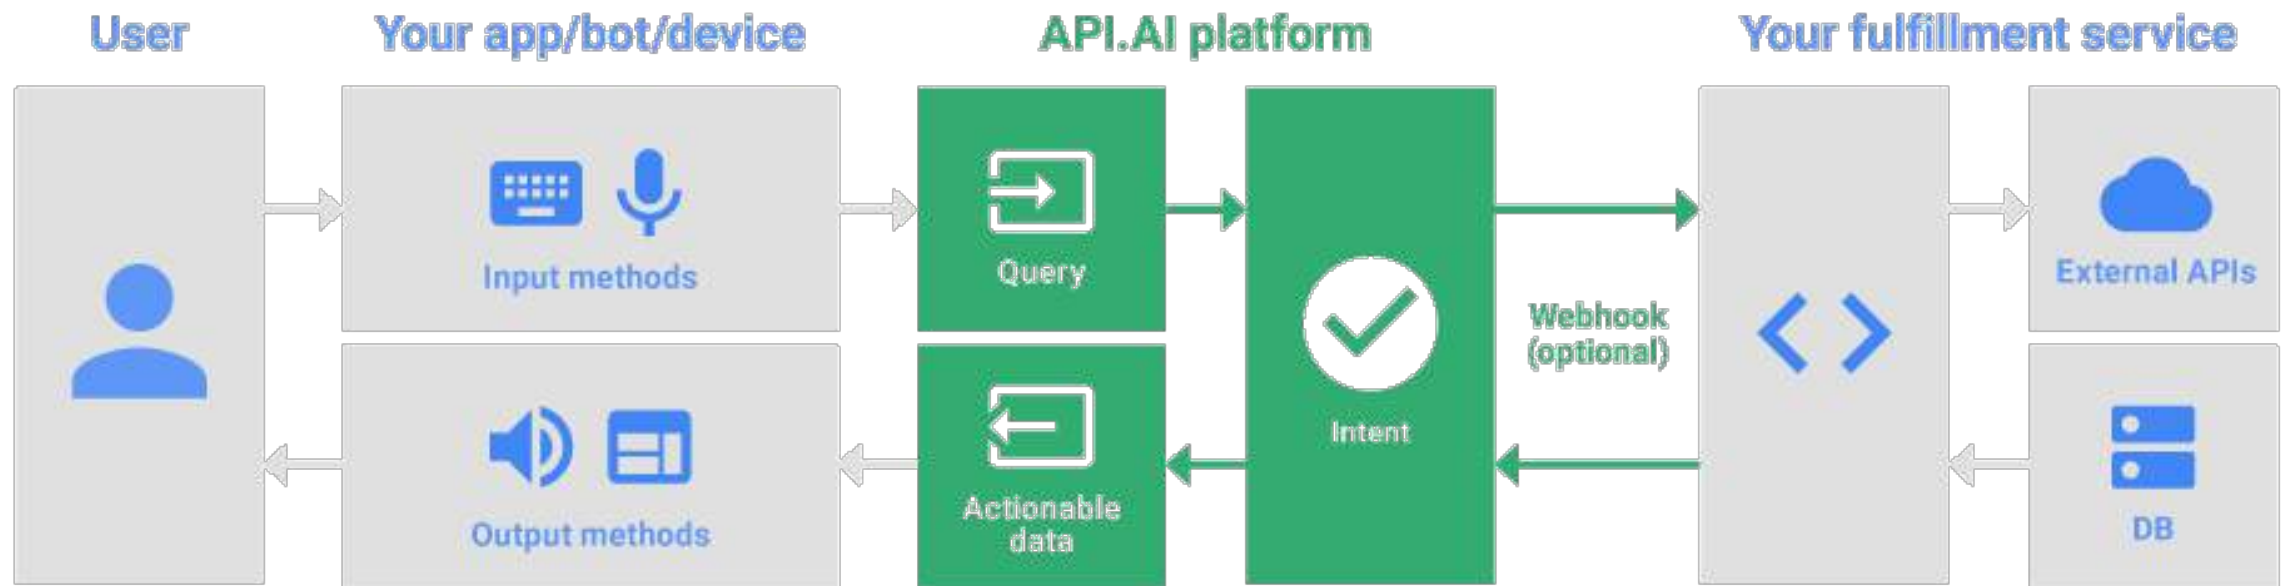 User
Your app/bot/device
API.AI platform
Your fulfillment service
Input methods
Query
External APIs
Webhook
(optional)
Intent
Output methods
Actionable
data
DB